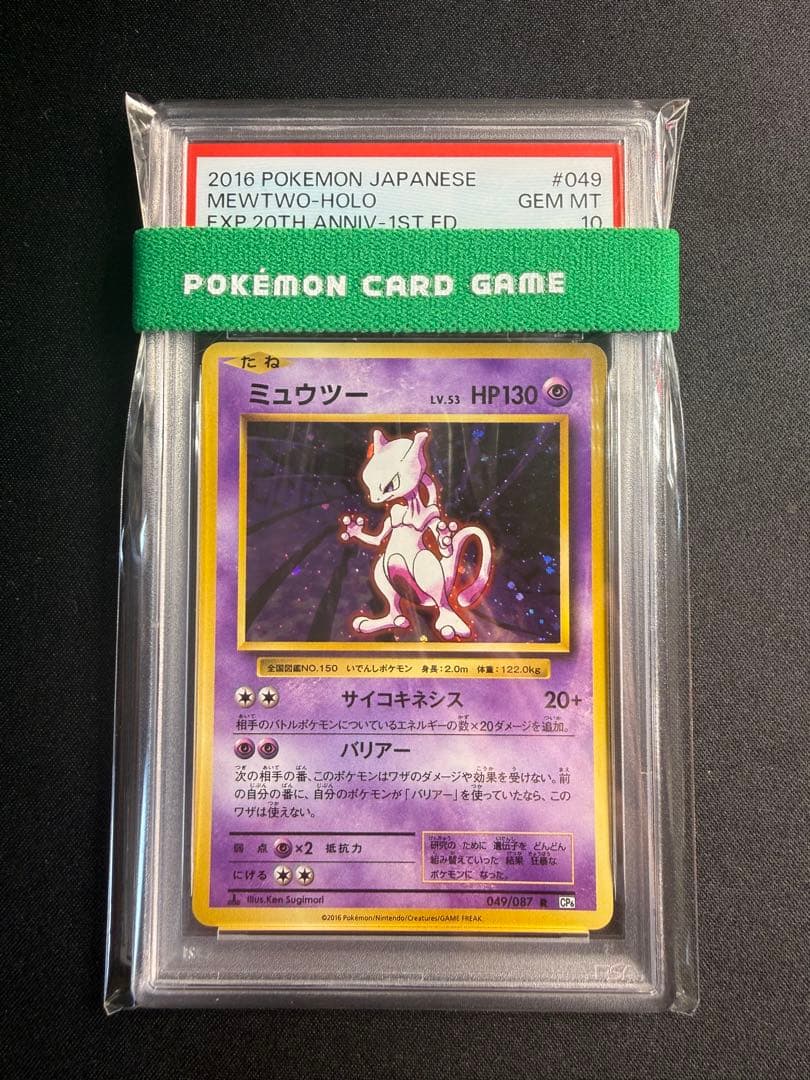 2016 POKEMON JAPANESE #049
MEWTWO-HOLO GEM MT
EXP.20TH ANNIV-1ST ED 10
POKÉMON CARD GAME
たね
ミュウツー LV.53 HP130
全国図鑑NO.150 いでんしポケモン 身長:2.0m 体重:122.0kg
サイコキネシス 20+
相手のバトルポケモンについているエネルギーの数×20ダメージを追加。
バリアー
次の相手の番、このポケモンはワザのダメージや効果を受けない。前
の自分の番に、自分のポケモンが「バリアー」を使っていたなら、この
ワザは使えない。
弱点 ×2 抵抗力
にげる
研究の ために 遺伝子を どんどん
組み替えていった 結果 狂暴な
ポケモンに なった。
Illus.Ken Sugimori 049/087 R CP6
©2016 Pokémon/Nintendo/Creatures/GAME FREAK.